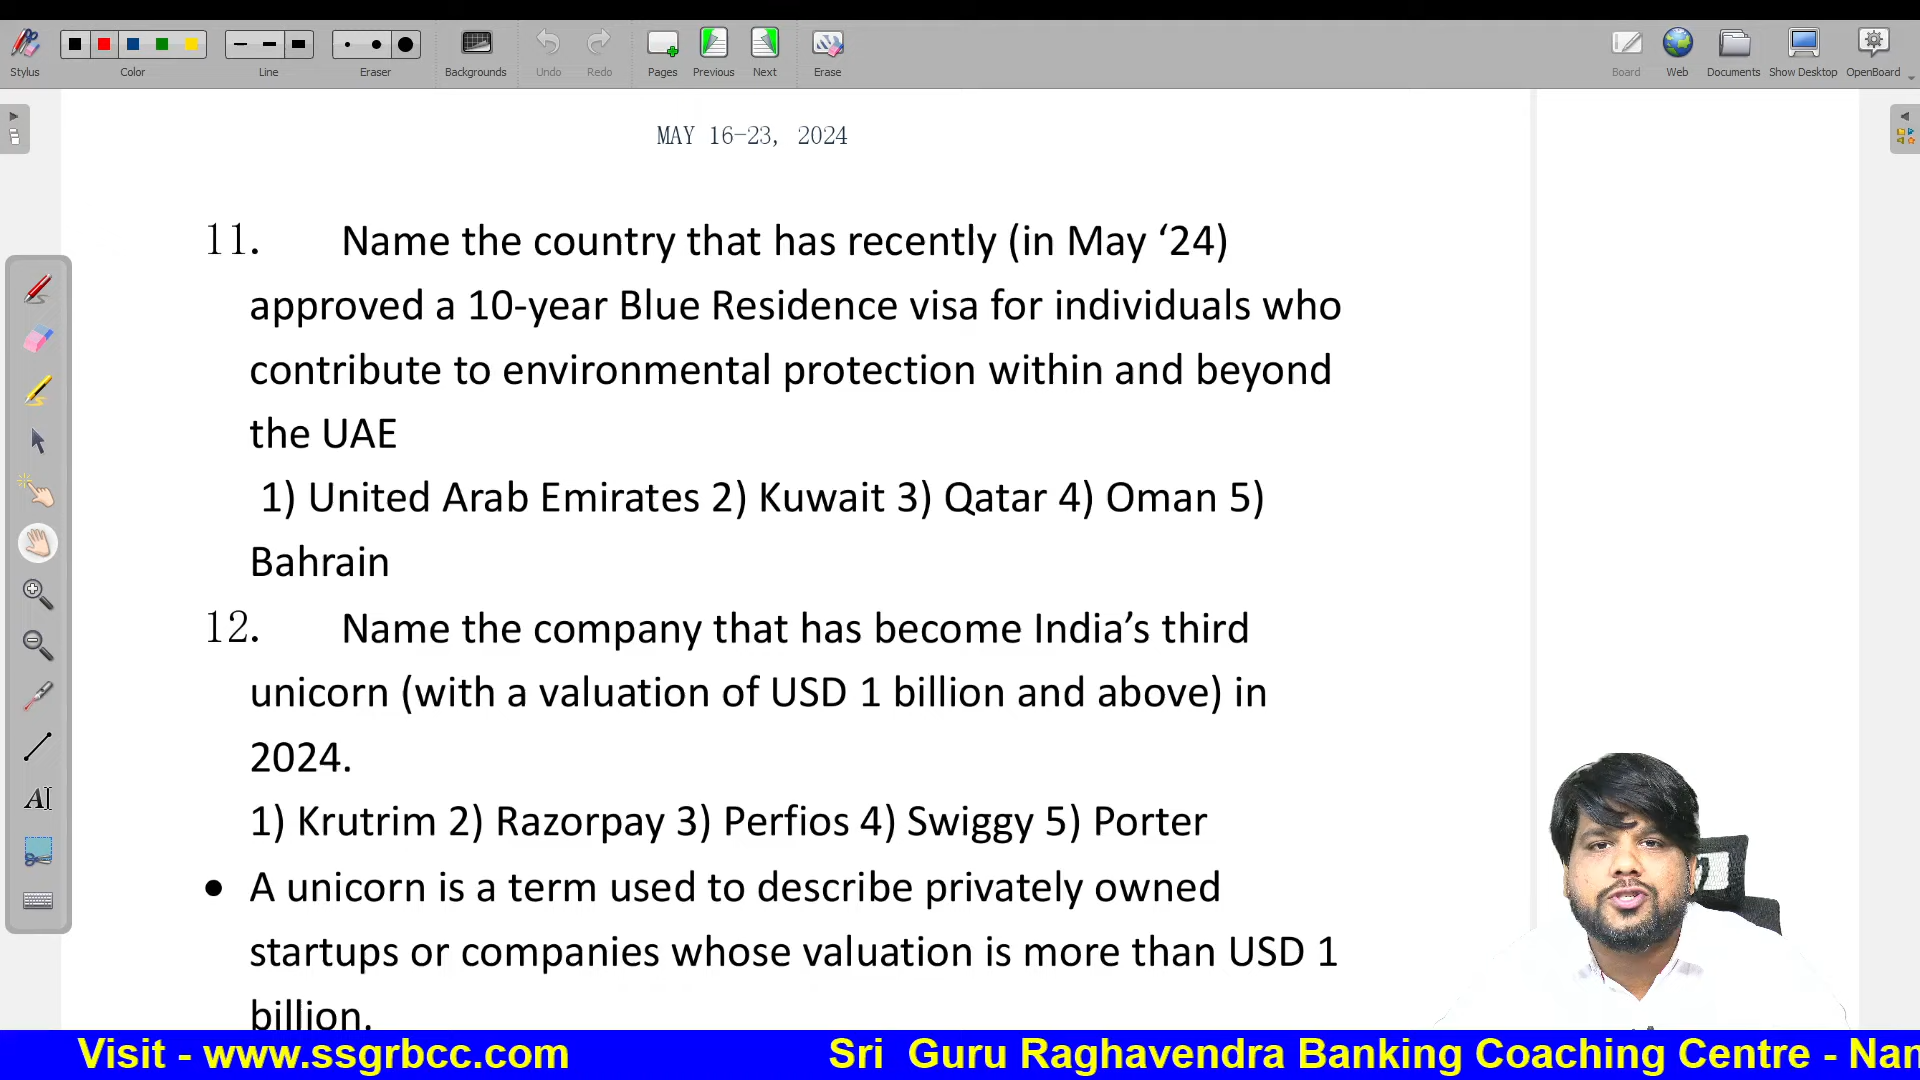 Stylus
Color
Line
Eraser
Backgrounds
Undo
Redo
Pages
Previous
Next
Erase
Board
Web
Documents
Show Desktop
OpenBoard
MAY 16-23, 2024
11. Name the country that has recently (in May ‘24)
approved a 10-year Blue Residence visa for individuals who
contribute to environmental protection within and beyond
the UAE
1) United Arab Emirates 2) Kuwait 3) Qatar 4) Oman 5)
Bahrain
12. Name the company that has become India’s third
unicorn (with a valuation of USD 1 billion and above) in
2024.
1) Krutrim 2) Razorpay 3) Perfios 4) Swiggy 5) Porter
• A unicorn is a term used to describe privately owned
startups or companies whose valuation is more than USD 1
billion.
Visit - www.ssgrbcc.com Sri Guru Raghavendra Banking Coaching Centre - Nan